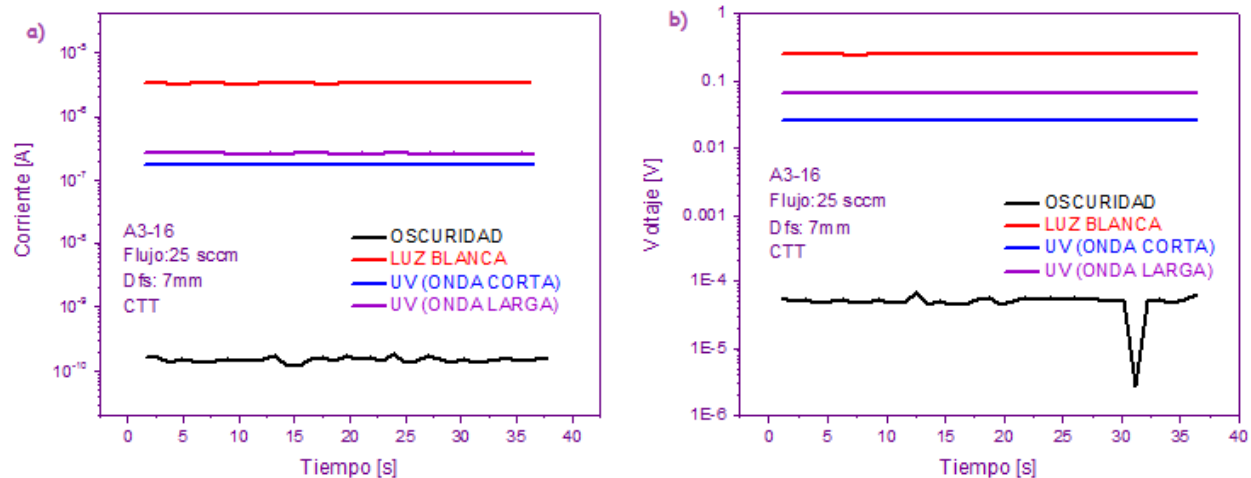 a)
Corriente [A]
10⁻⁵
10⁻⁶
10⁻⁷
10⁻⁸
10⁻⁹
10⁻¹⁰
A3-16
Flujo:25 sccm
Dfs: 7mm
CTT
OSCURIDAD
LUZ BLANCA
UV (ONDA CORTA)
UV (ONDA LARGA)
0 5 10 15 20 25 30 35 40
Tiempo [s]
b)
Voltaje [V]
1
0.1
0.01
0.001
1E-4
1E-5
1E-6
A3-16
Flujo:25 sccm
Dfs: 7mm
CTT
OSCURIDAD
LUZ BLANCA
UV (ONDA CORTA)
UV (ONDA LARGA)
0 5 10 15 20 25 30 35 40
Tiempo [s]